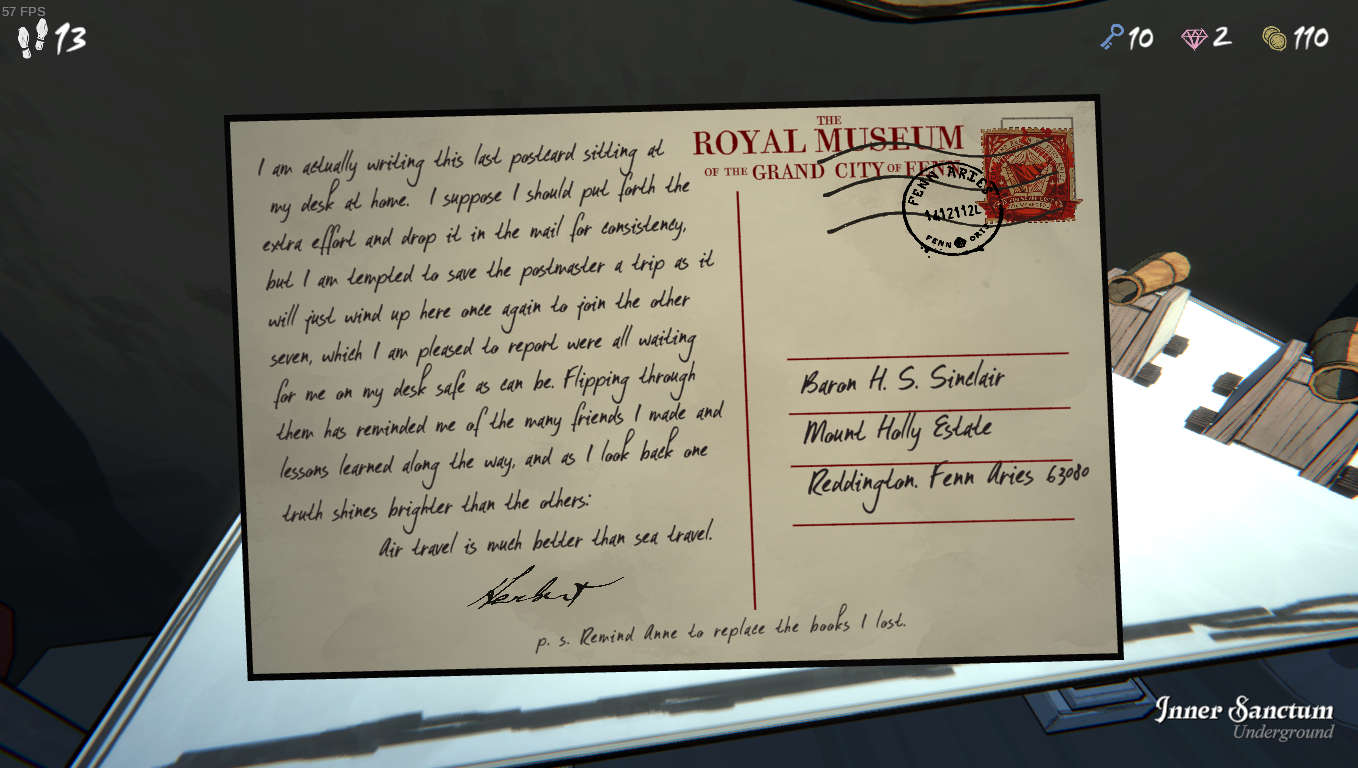 57 FPS
13
10
2
110
I am actually writing this last postcard sitting at
my desk at home. I suppose I should put forth the
extra effort and drop it in the mail for consistency,
but I am tempted to save the postmaster a trip as it
will just wind up here once again to join the other
seven, which I am pleased to report were all waiting
for me on my desk safe as can be. Flipping through
them has reminded me of the many friends I made and
lessons learned along the way, and as I look back one
truth shines brighter than the others:
Air travel is much better than sea travel.
Herbert
p. s. Remind Anne to replace the books I lost.
THE
ROYAL MUSEUM
OF THE GRAND CITY OF FENN
FENN ARIES
FENN ORIA
Baron H. S. Sinclair
Mount Holly Estate
Reddington. Fenn Aries 63080
Inner Sanctum
Underground